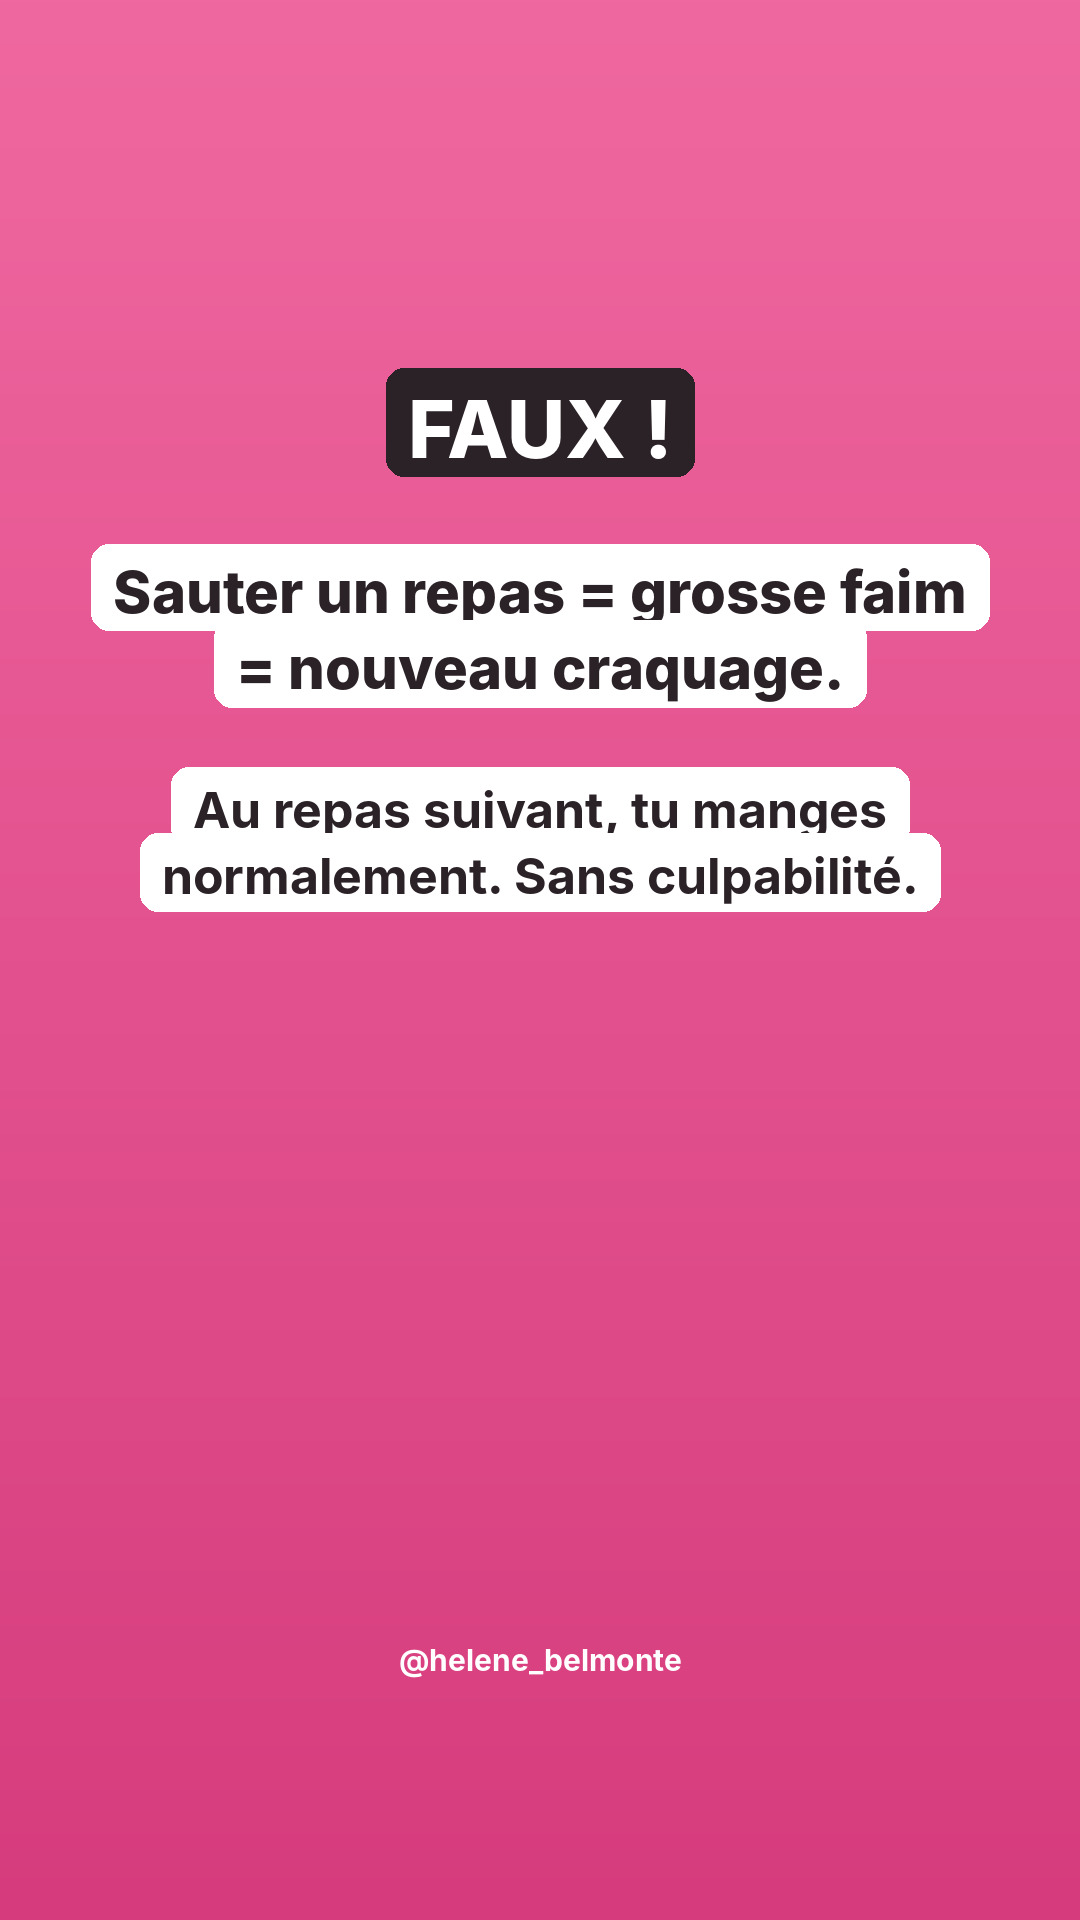 FAUX !
Sauter un repas = grosse faim
= nouveau craquage.
Au repas suivant, tu manges
normalement. Sans culpabilité.
@helene_belmonte